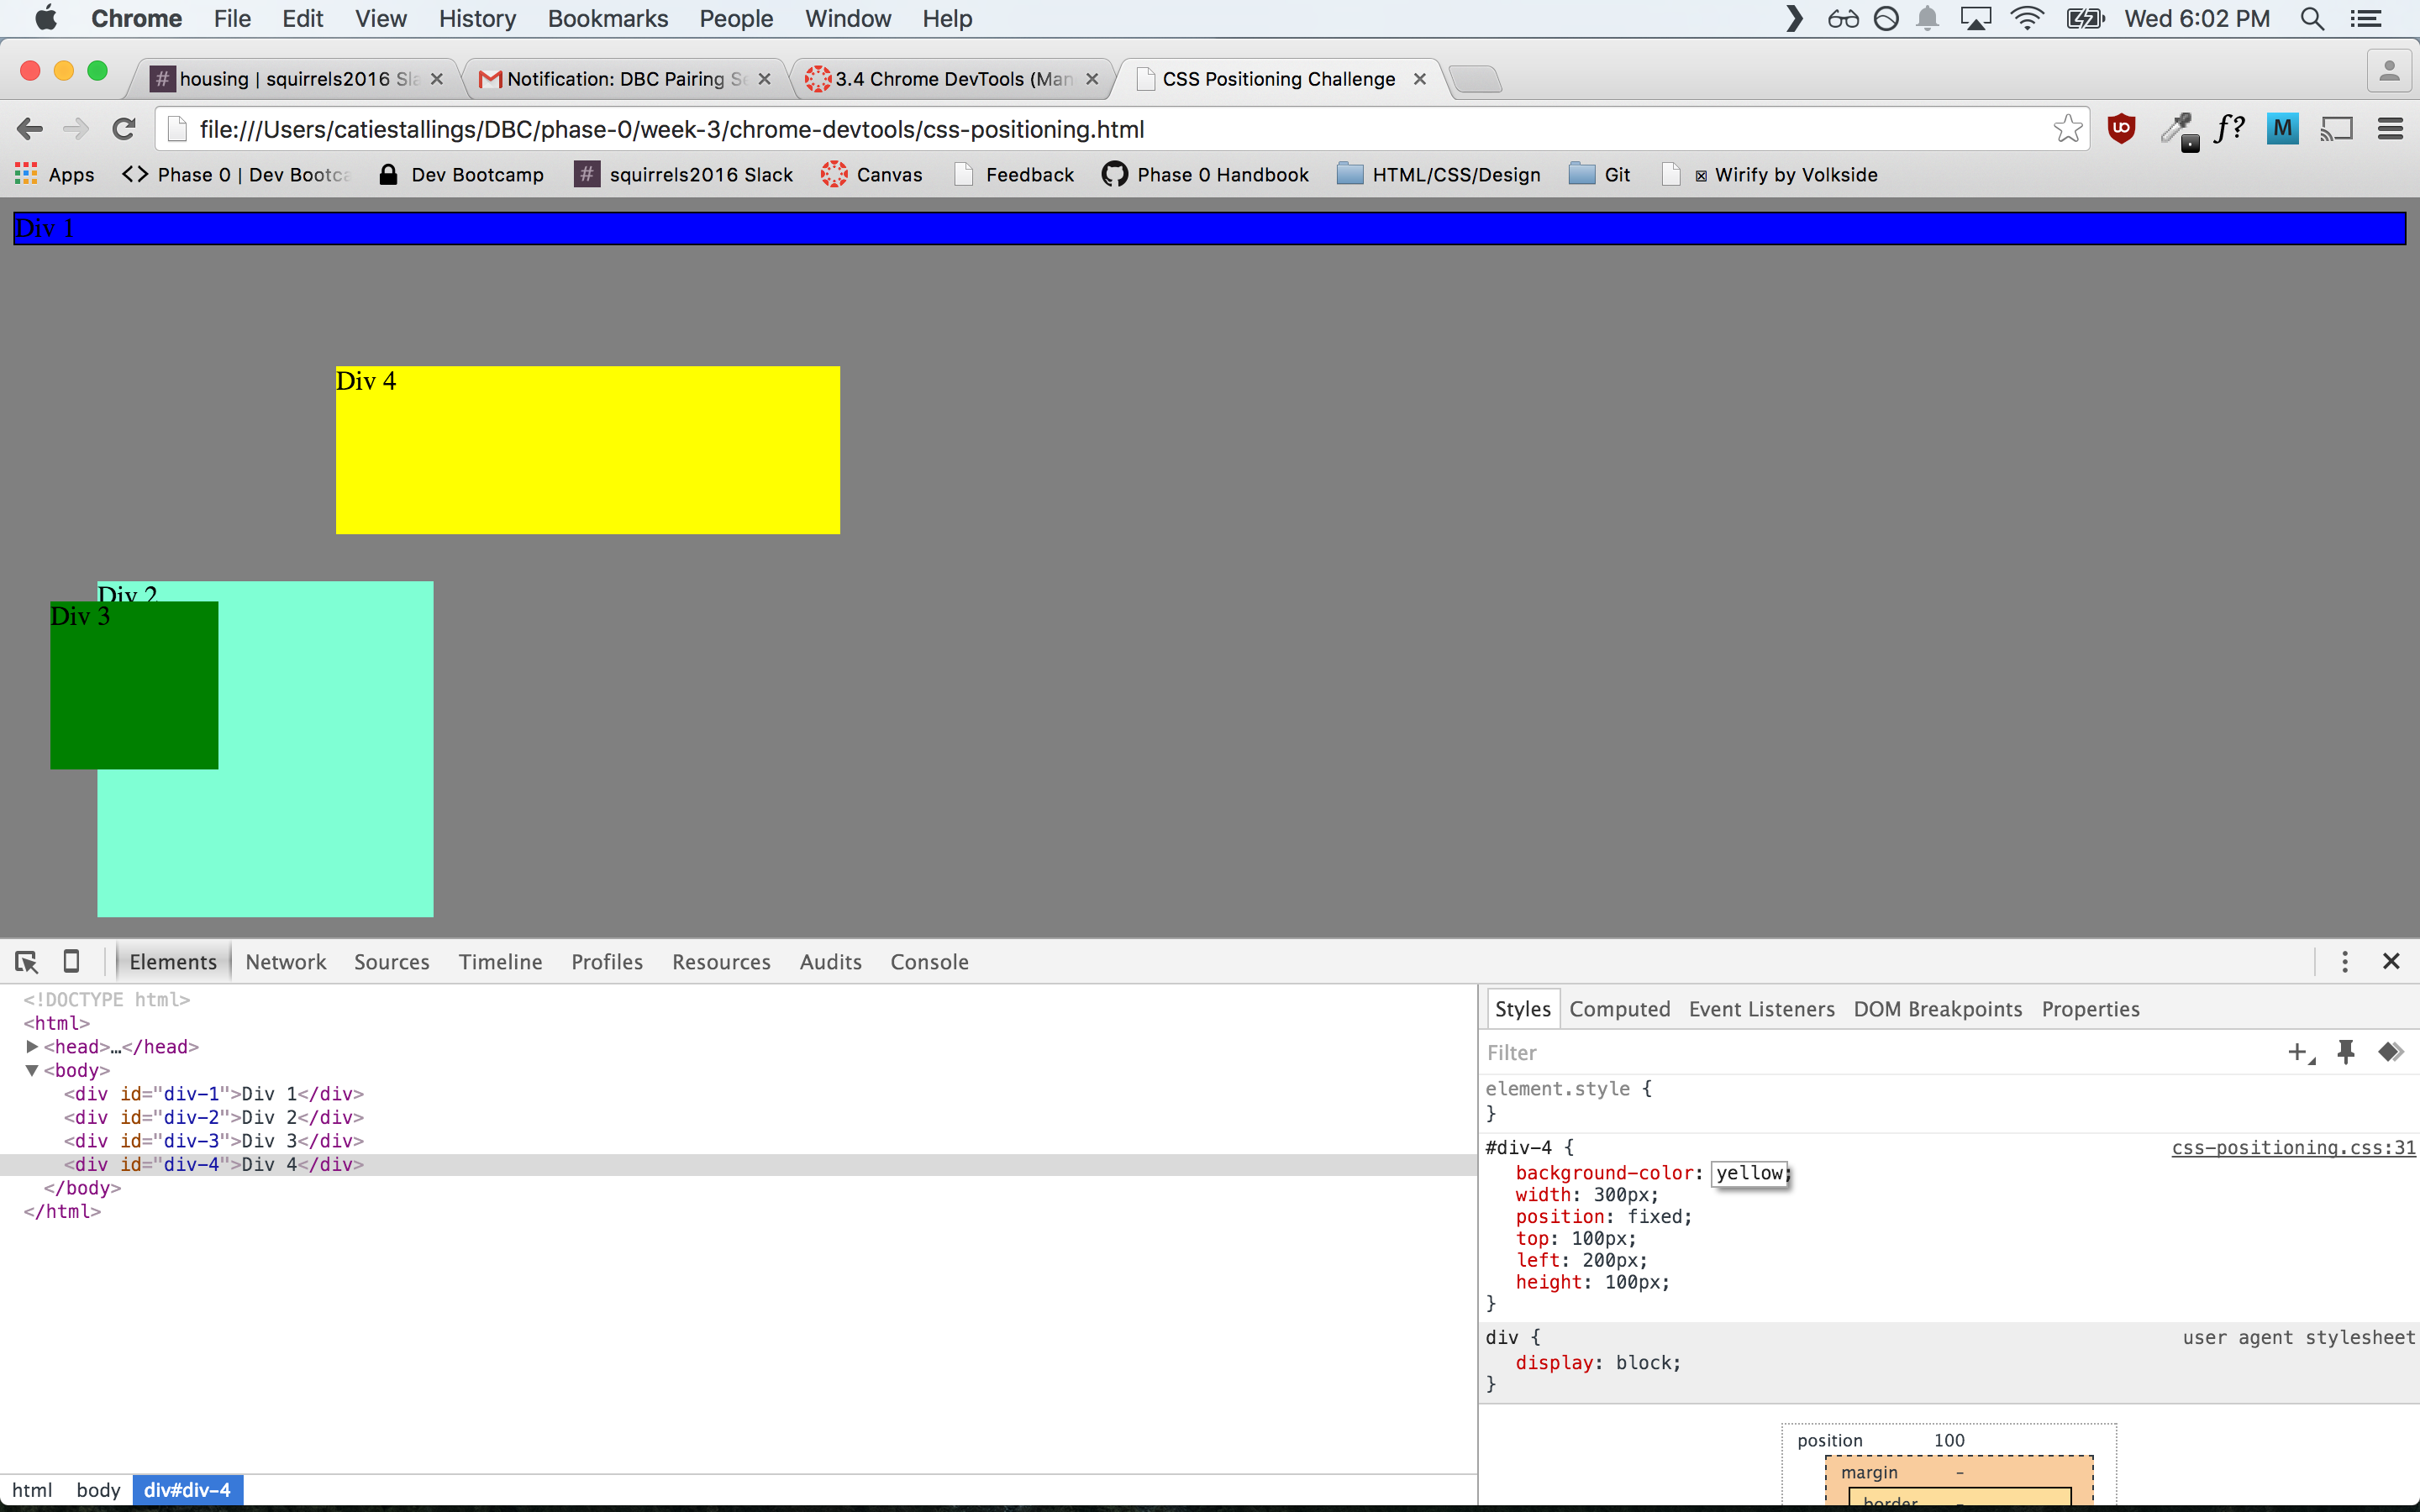 Chrome File Edit View History Bookmarks People Window Help Wed 6:02 PM
# housing | squirrels2016 Sla Notification: DBC Pairing Se 3.4 Chrome DevTools (Man CSS Positioning Challenge
file:///Users/catiestallings/DBC/phase-0/week-3/chrome-devtools/css-positioning.html UO f? M
Apps <> Phase 0 | Dev Bootca Dev Bootcamp # squirrels2016 Slack Canvas Feedback Phase 0 Handbook HTML/CSS/Design Git Wirify by Volkside
Div 1
Div 4
Div 2
Div 3
Elements Network Sources Timeline Profiles Resources Audits Console
<!DOCTYPE html>
<html>
<head>…</head>
<body>
<div id="div-1">Div 1</div>
<div id="div-2">Div 2</div>
<div id="div-3">Div 3</div>
<div id="div-4">Div 4</div>
</body>
</html>
html body div#div-4
Styles Computed Event Listeners DOM Breakpoints Properties
Filter
element.style {
}
#div-4 { css-positioning.css:31
background-color: yellow;
width: 300px;
position: fixed;
top: 100px;
left: 200px;
height: 100px;
}
div { user agent stylesheet
display: block;
}
position 100
margin -
border -